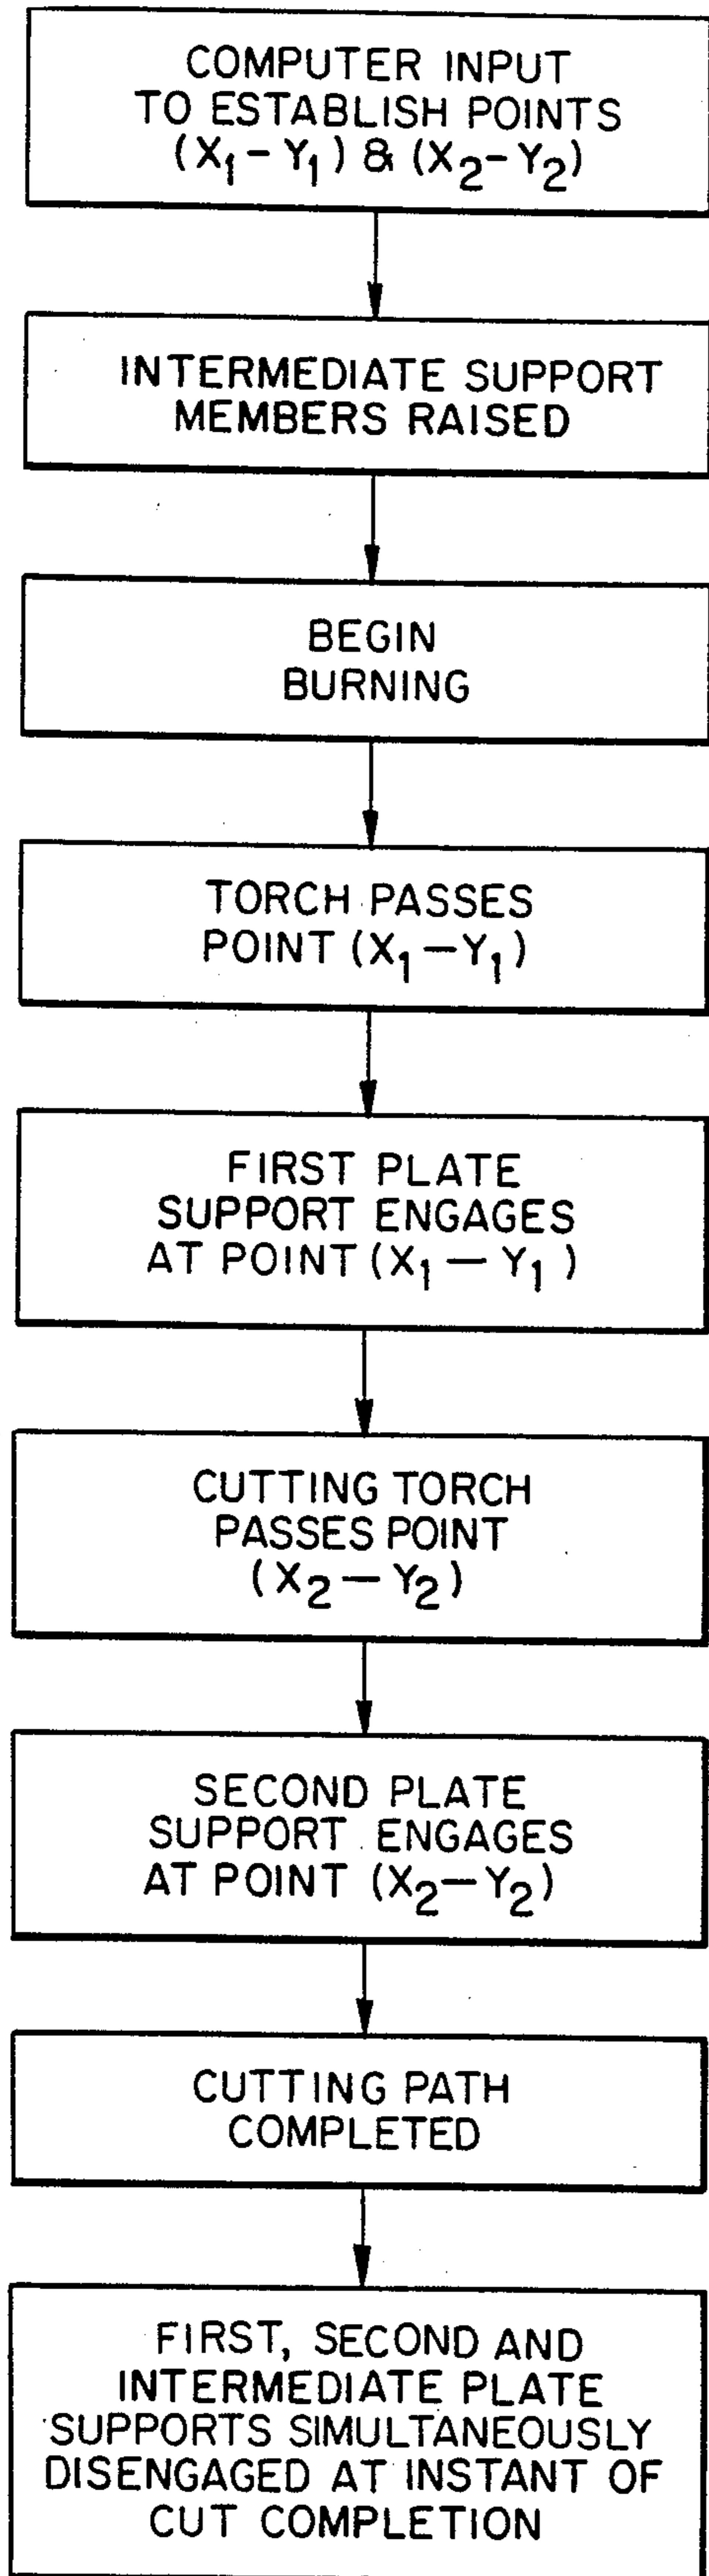 COMPUTER INPUT
TO ESTABLISH POINTS
(X₁-Y₁) & (X₂-Y₂)
INTERMEDIATE SUPPORT
MEMBERS RAISED
BEGIN
BURNING
TORCH PASSES
POINT (X₁-Y₁)
FIRST PLATE
SUPPORT ENGAGES
AT POINT (X₁-Y₁)
CUTTING TORCH
PASSES POINT
(X₂-Y₂)
SECOND PLATE
SUPPORT ENGAGES
AT POINT (X₂-Y₂)
CUTTING PATH
COMPLETED
FIRST, SECOND AND
INTERMEDIATE PLATE
SUPPORTS SIMULTANEOUSLY
DISENGAGED AT INSTANT OF
CUT COMPLETION